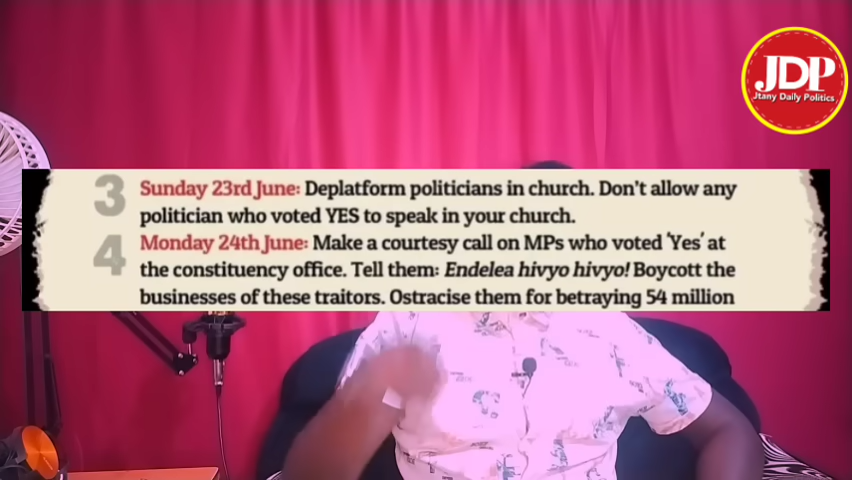 JDP
Jtany Daily Politics
3 Sunday 23rd June: Deplatform politicians in church. Don't allow any
politician who voted YES to speak in your church.
4 Monday 24th June: Make a courtesy call on MPs who voted 'Yes' at
the constituency office. Tell them: Endelea hivyo hivyo! Boycott the
businesses of these traitors. Ostracise them for betraying 54 million